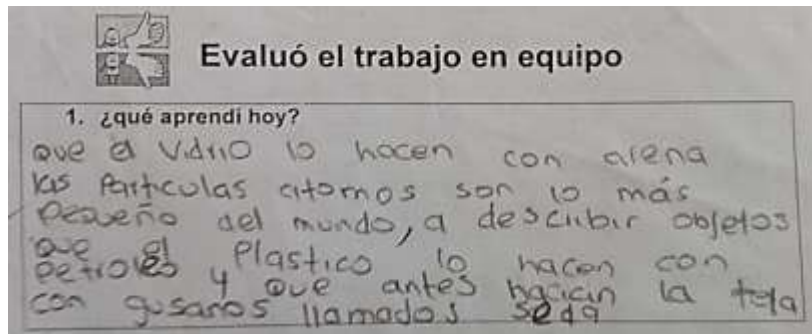 Evaluó el trabajo en equipo
1. ¿qué aprendi hoy?
que el vidrio lo hacen con arena
las particulas atomos son lo más
pequeño del mundo, a describir objetos
que el plastico lo hacen con
petroleo y que antes hacian la tela
con gusanos llamados seda